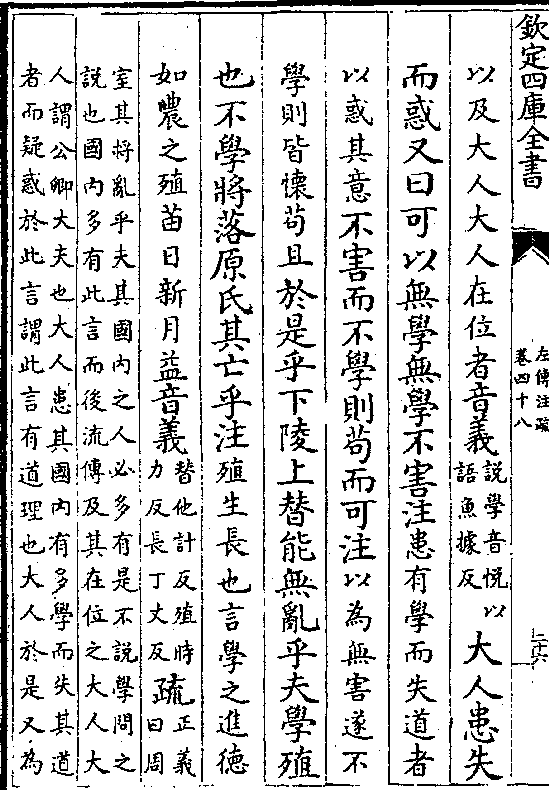 欽定四庫全書
左傳注疏
卷四十八
二十六
以及大人大人在位者音義說學音悅語魚據反以大人患失
而惑又曰可以無學無學不害注患有學而失道者
以惑其意不害而不學則苟而可注以為無害遂不
學則皆懷苟且於是乎下陵上替能無亂乎夫學殖
也不學將落原氏其亡乎注殖生長也言學之進德
如農之殖苗日新月益音義替他計反殖時力反長丁丈反疏正義曰周
室其將亂乎夫其國內之人必多有是不說學問之
說也國內多有此言而後流傳及其在位之大人大
人謂公卿大夫也大人患其國內有多學而失其道
者而疑惑於此言謂此言有道理也大人於是又為